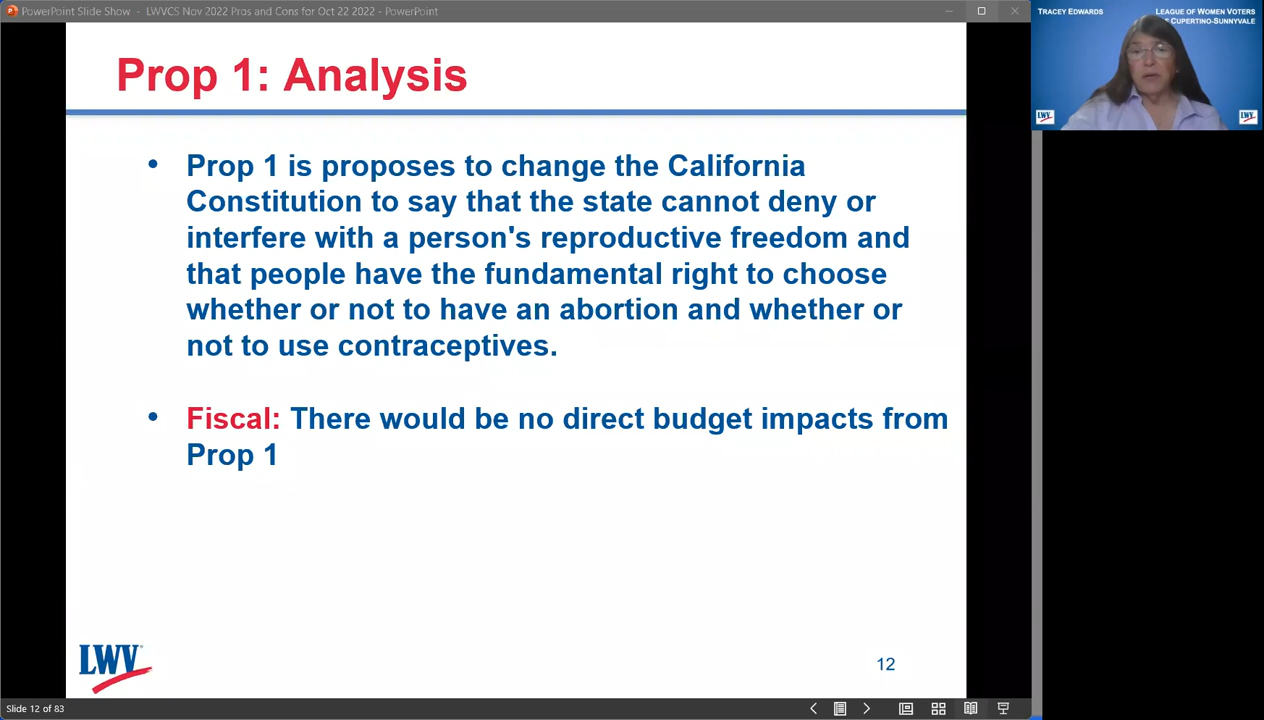 PowerPoint Slide Show - LWVCS Nov 2022 Pros and Cons for Oct 22 2022 - PowerPoint
TRACEY EDWARDS
LEAGUE OF WOMEN VOTERS
CUPERTINO-SUNNYVALE
LWV
LWV
Prop 1: Analysis
• Prop 1 is proposes to change the California
Constitution to say that the state cannot deny or
interfere with a person's reproductive freedom and
that people have the fundamental right to choose
whether or not to have an abortion and whether or
not to use contraceptives.
• Fiscal: There would be no direct budget impacts from
Prop 1
LWV
12
Slide 12 of 83